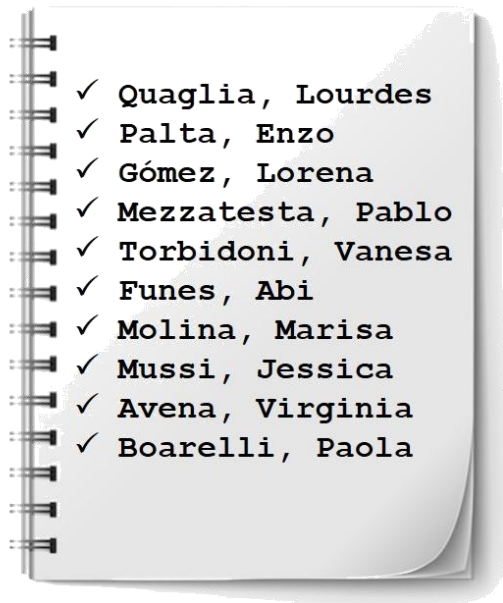 ✓ Quaglia, Lourdes
✓ Palta, Enzo
✓ Gómez, Lorena
✓ Mezzatesta, Pablo
✓ Torbidoni, Vanesa
✓ Funes, Abi
✓ Molina, Marisa
✓ Mussi, Jessica
✓ Avena, Virginia
✓ Boarelli, Paola